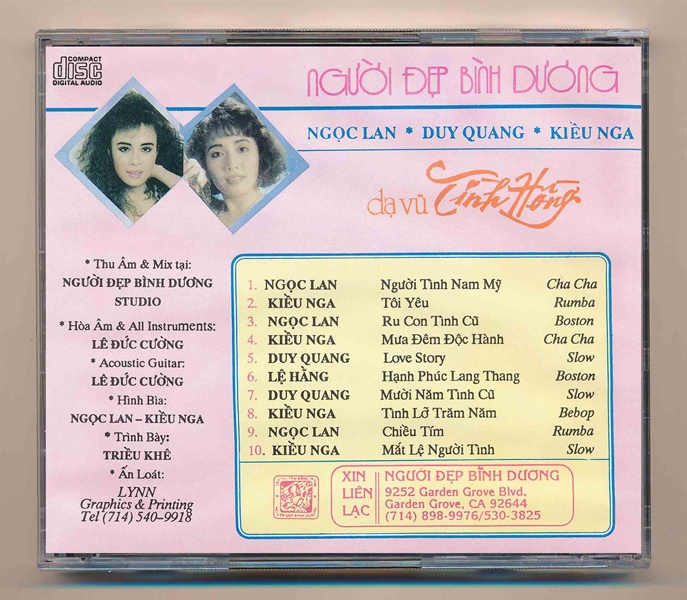 COMPACT
disc
DIGITAL AUDIO
NGƯỜI ĐẸP BÌNH DƯƠNG
NGỌC LAN * DUY QUANG * KIỀU NGA
dạ vũ Tình Hồng
* Thu Âm & Mix tại:
NGƯỜI ĐẸP BÌNH DƯƠNG
STUDIO
* Hòa Âm & All Instruments:
LÊ ĐỨC CƯỜNG
* Acoustic Guitar:
LÊ ĐỨC CƯỜNG
* Hình Bìa:
NGỌC LAN – KIỀU NGA
* Trình Bày:
TRIỀU KHÊ
* Ấn Loát:
LYNN
Graphics & Printing
Tel (714) 540–9918
1. NGỌC LAN Người Tình Nam Mỹ Cha Cha
2. KIỀU NGA Tôi Yêu Rumba
3. NGỌC LAN Ru Con Tình Cũ Boston
4. KIỀU NGA Mưa Đêm Độc Hành Cha Cha
5. DUY QUANG Love Story Slow
6. LỆ HẰNG Hạnh Phúc Lang Thang Boston
7. DUY QUANG Mười Năm Tình Cũ Slow
8. KIỀU NGA Tình Lỡ Trăm Năm Bebop
9. NGỌC LAN Chiều Tím Rumba
10. KIỀU NGA Mắt Lệ Người Tình Slow
XIN
LIÊN
LẠC
NGƯỜI ĐẸP BÌNH DƯƠNG
9252 Garden Grove Blvd.
Garden Grove, CA 92644
(714) 898-9976/530-3825